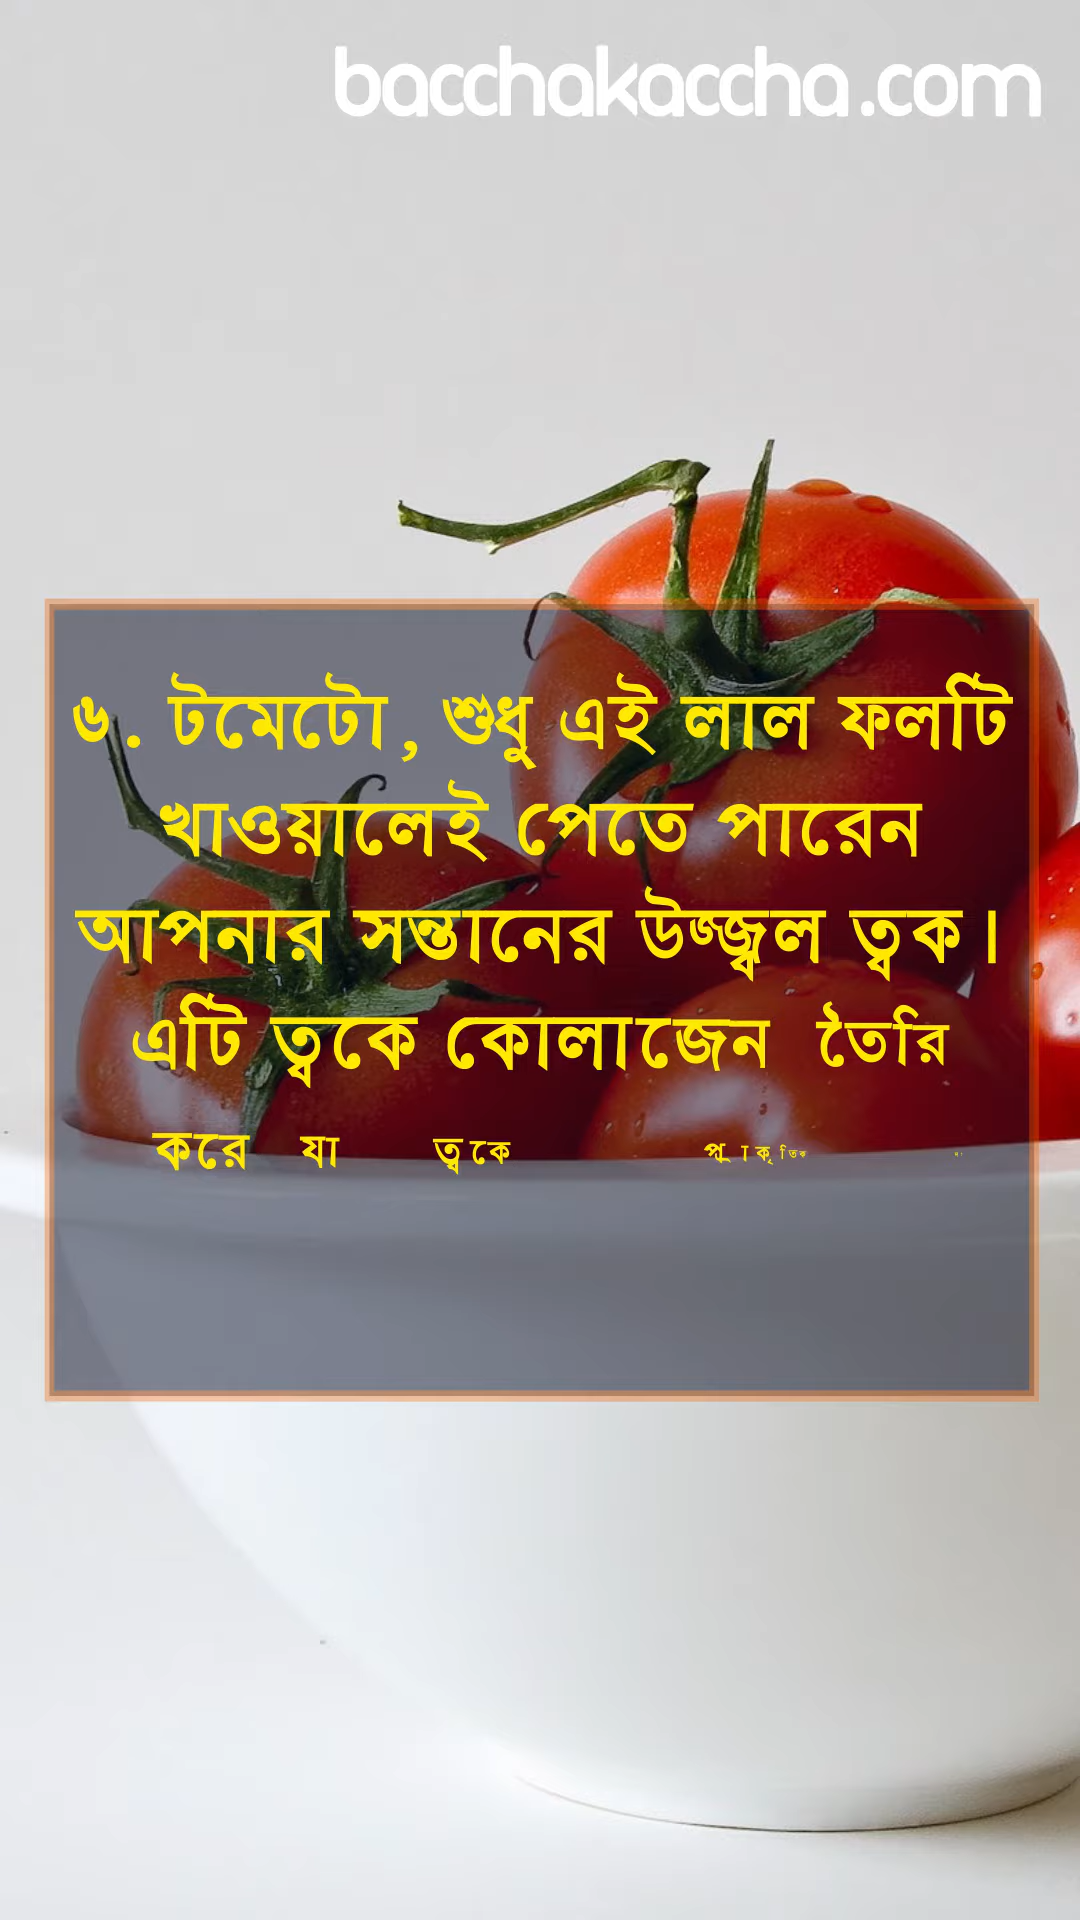 bacchakaccha.com
৬. টমেটো, শুধু এই লাল ফলটি
খাওয়ালেই পেতে পারেন
আপনার সন্তানের উজ্জ্বল ত্বক।
এটি ত্বকে কোলাজেন তৈরি
করে যা ত্বকে প্রাকৃতিক